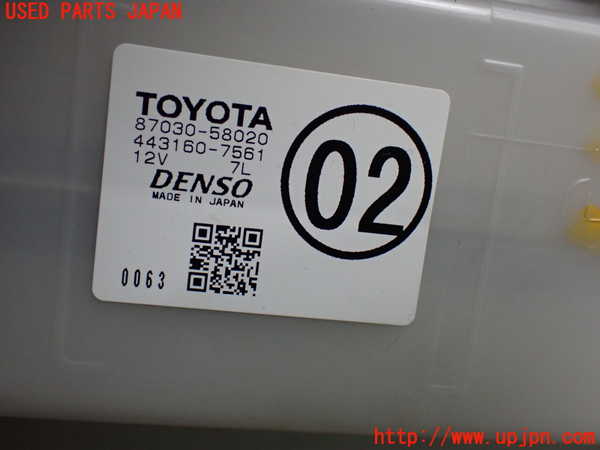 USED PARTS JAPAN
TOYOTA
87030-58020
443160-7561
12V 7L
DENSO
MADE IN JAPAN
02
0063
http://www.upjpn.com/